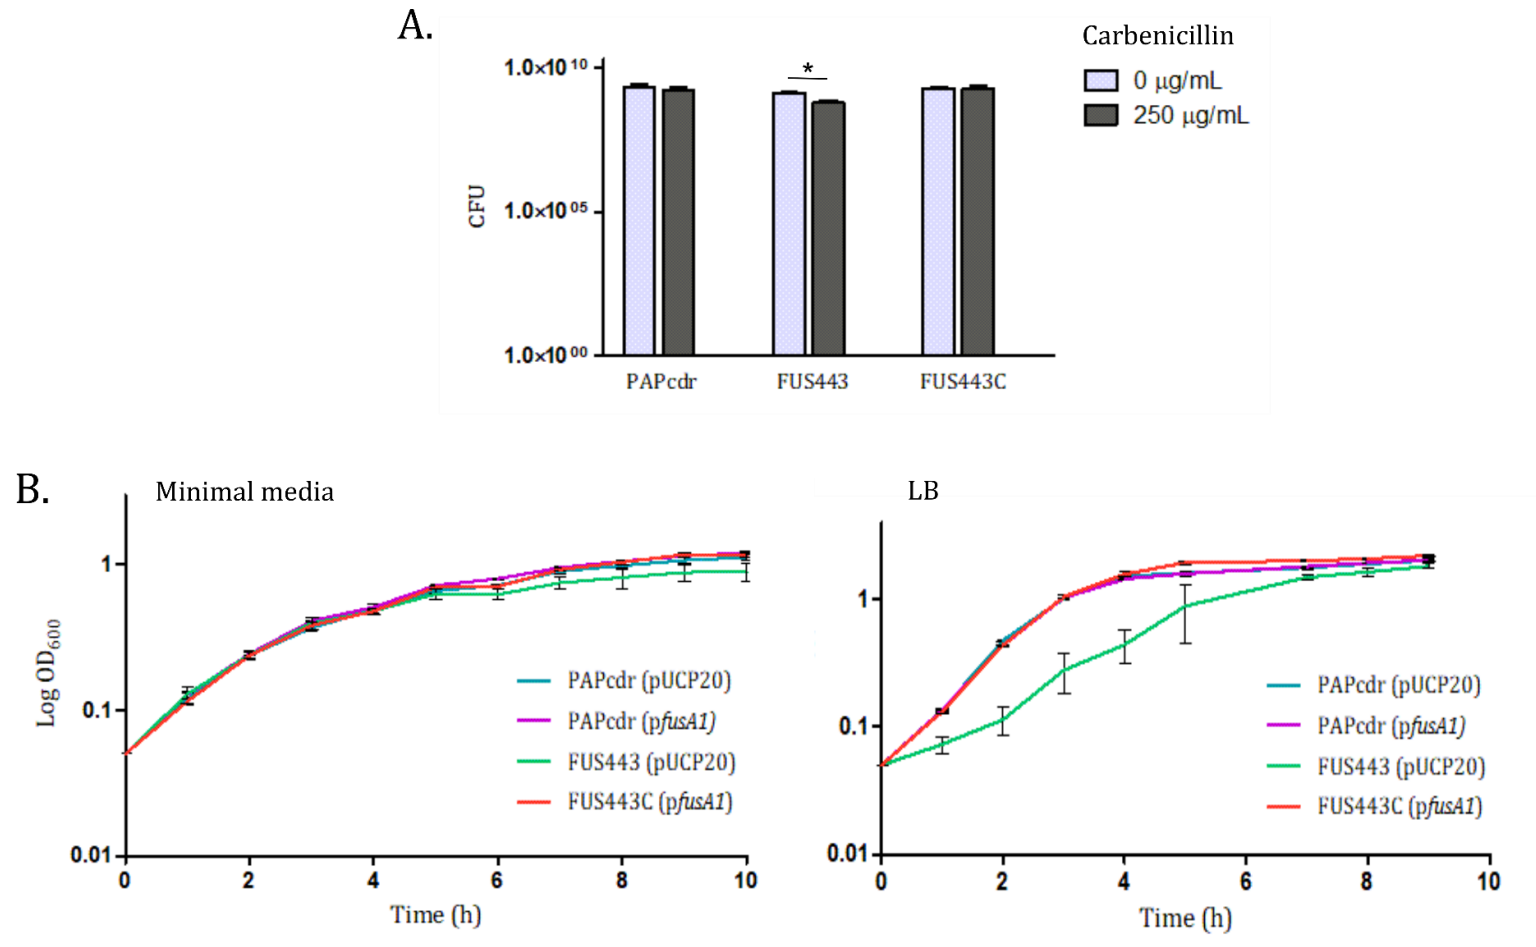 A.
Carbenicillin
0 µg/mL
250 µg/mL
*
CFU
1.0×10 10
1.0×10 05
1.0×10 00
PAPcdr FUS443 FUS443C
B.
Minimal media
Log OD600
1
0.1
0.01
0 2 4 6 8 10
Time (h)
PAPcdr (pUCP20)
PAPcdr (pfusA1)
FUS443 (pUCP20)
FUS443C (pfusA1)
LB
1
0.1
0.01
0 2 4 6 8 10
Time (h)
PAPcdr (pUCP20)
PAPcdr (pfusA1)
FUS443 (pUCP20)
FUS443C (pfusA1)